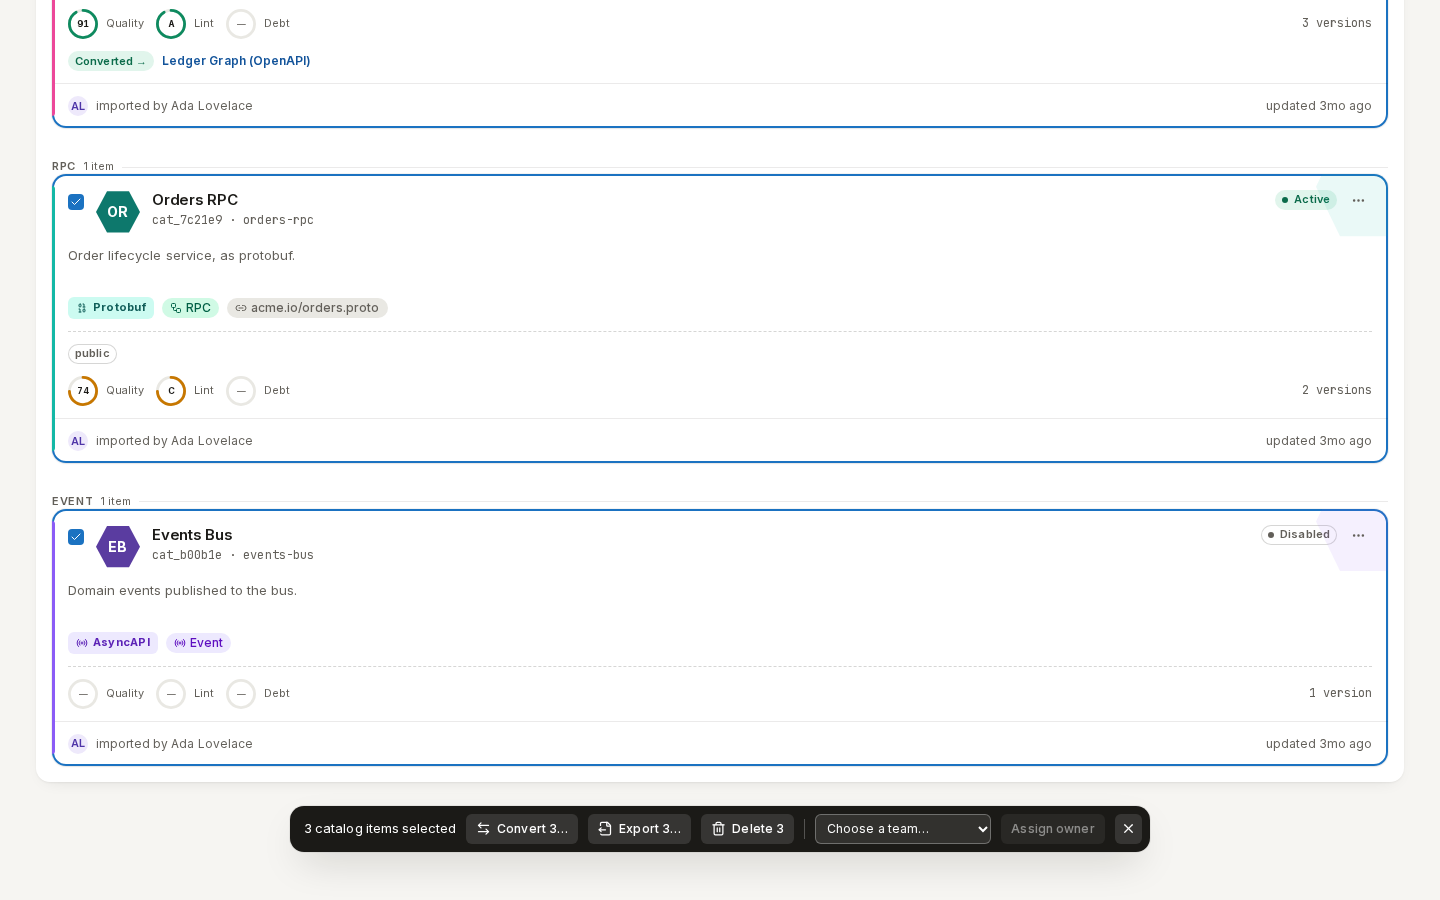 91 Quality A Lint — Debt 3 versions
Converted → Ledger Graph (OpenAPI)
AL imported by Ada Lovelace updated 3mo ago
RPC 1 item
OR Orders RPC Active ...
cat_7c21e9 · orders-rpc
Order lifecycle service, as protobuf.
Protobuf RPC acme.io/orders.proto
public
74 Quality C Lint — Debt 2 versions
AL imported by Ada Lovelace updated 3mo ago
EVENT 1 item
EB Events Bus Disabled ...
cat_b00b1e · events-bus
Domain events published to the bus.
AsyncAPI Event
— Quality — Lint — Debt 1 version
AL imported by Ada Lovelace updated 3mo ago
3 catalog items selected Convert 3... Export 3... Delete 3 Choose a team... Assign owner